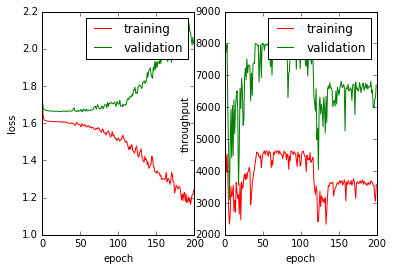 2.2
2.0
1.8
1.6
1.4
1.2
1.0
loss
0 50 100 150 200
epoch
training
validation
9000
8000
7000
6000
5000
4000
3000
2000
throughput
0 50 100 150 200
epoch
training
validation